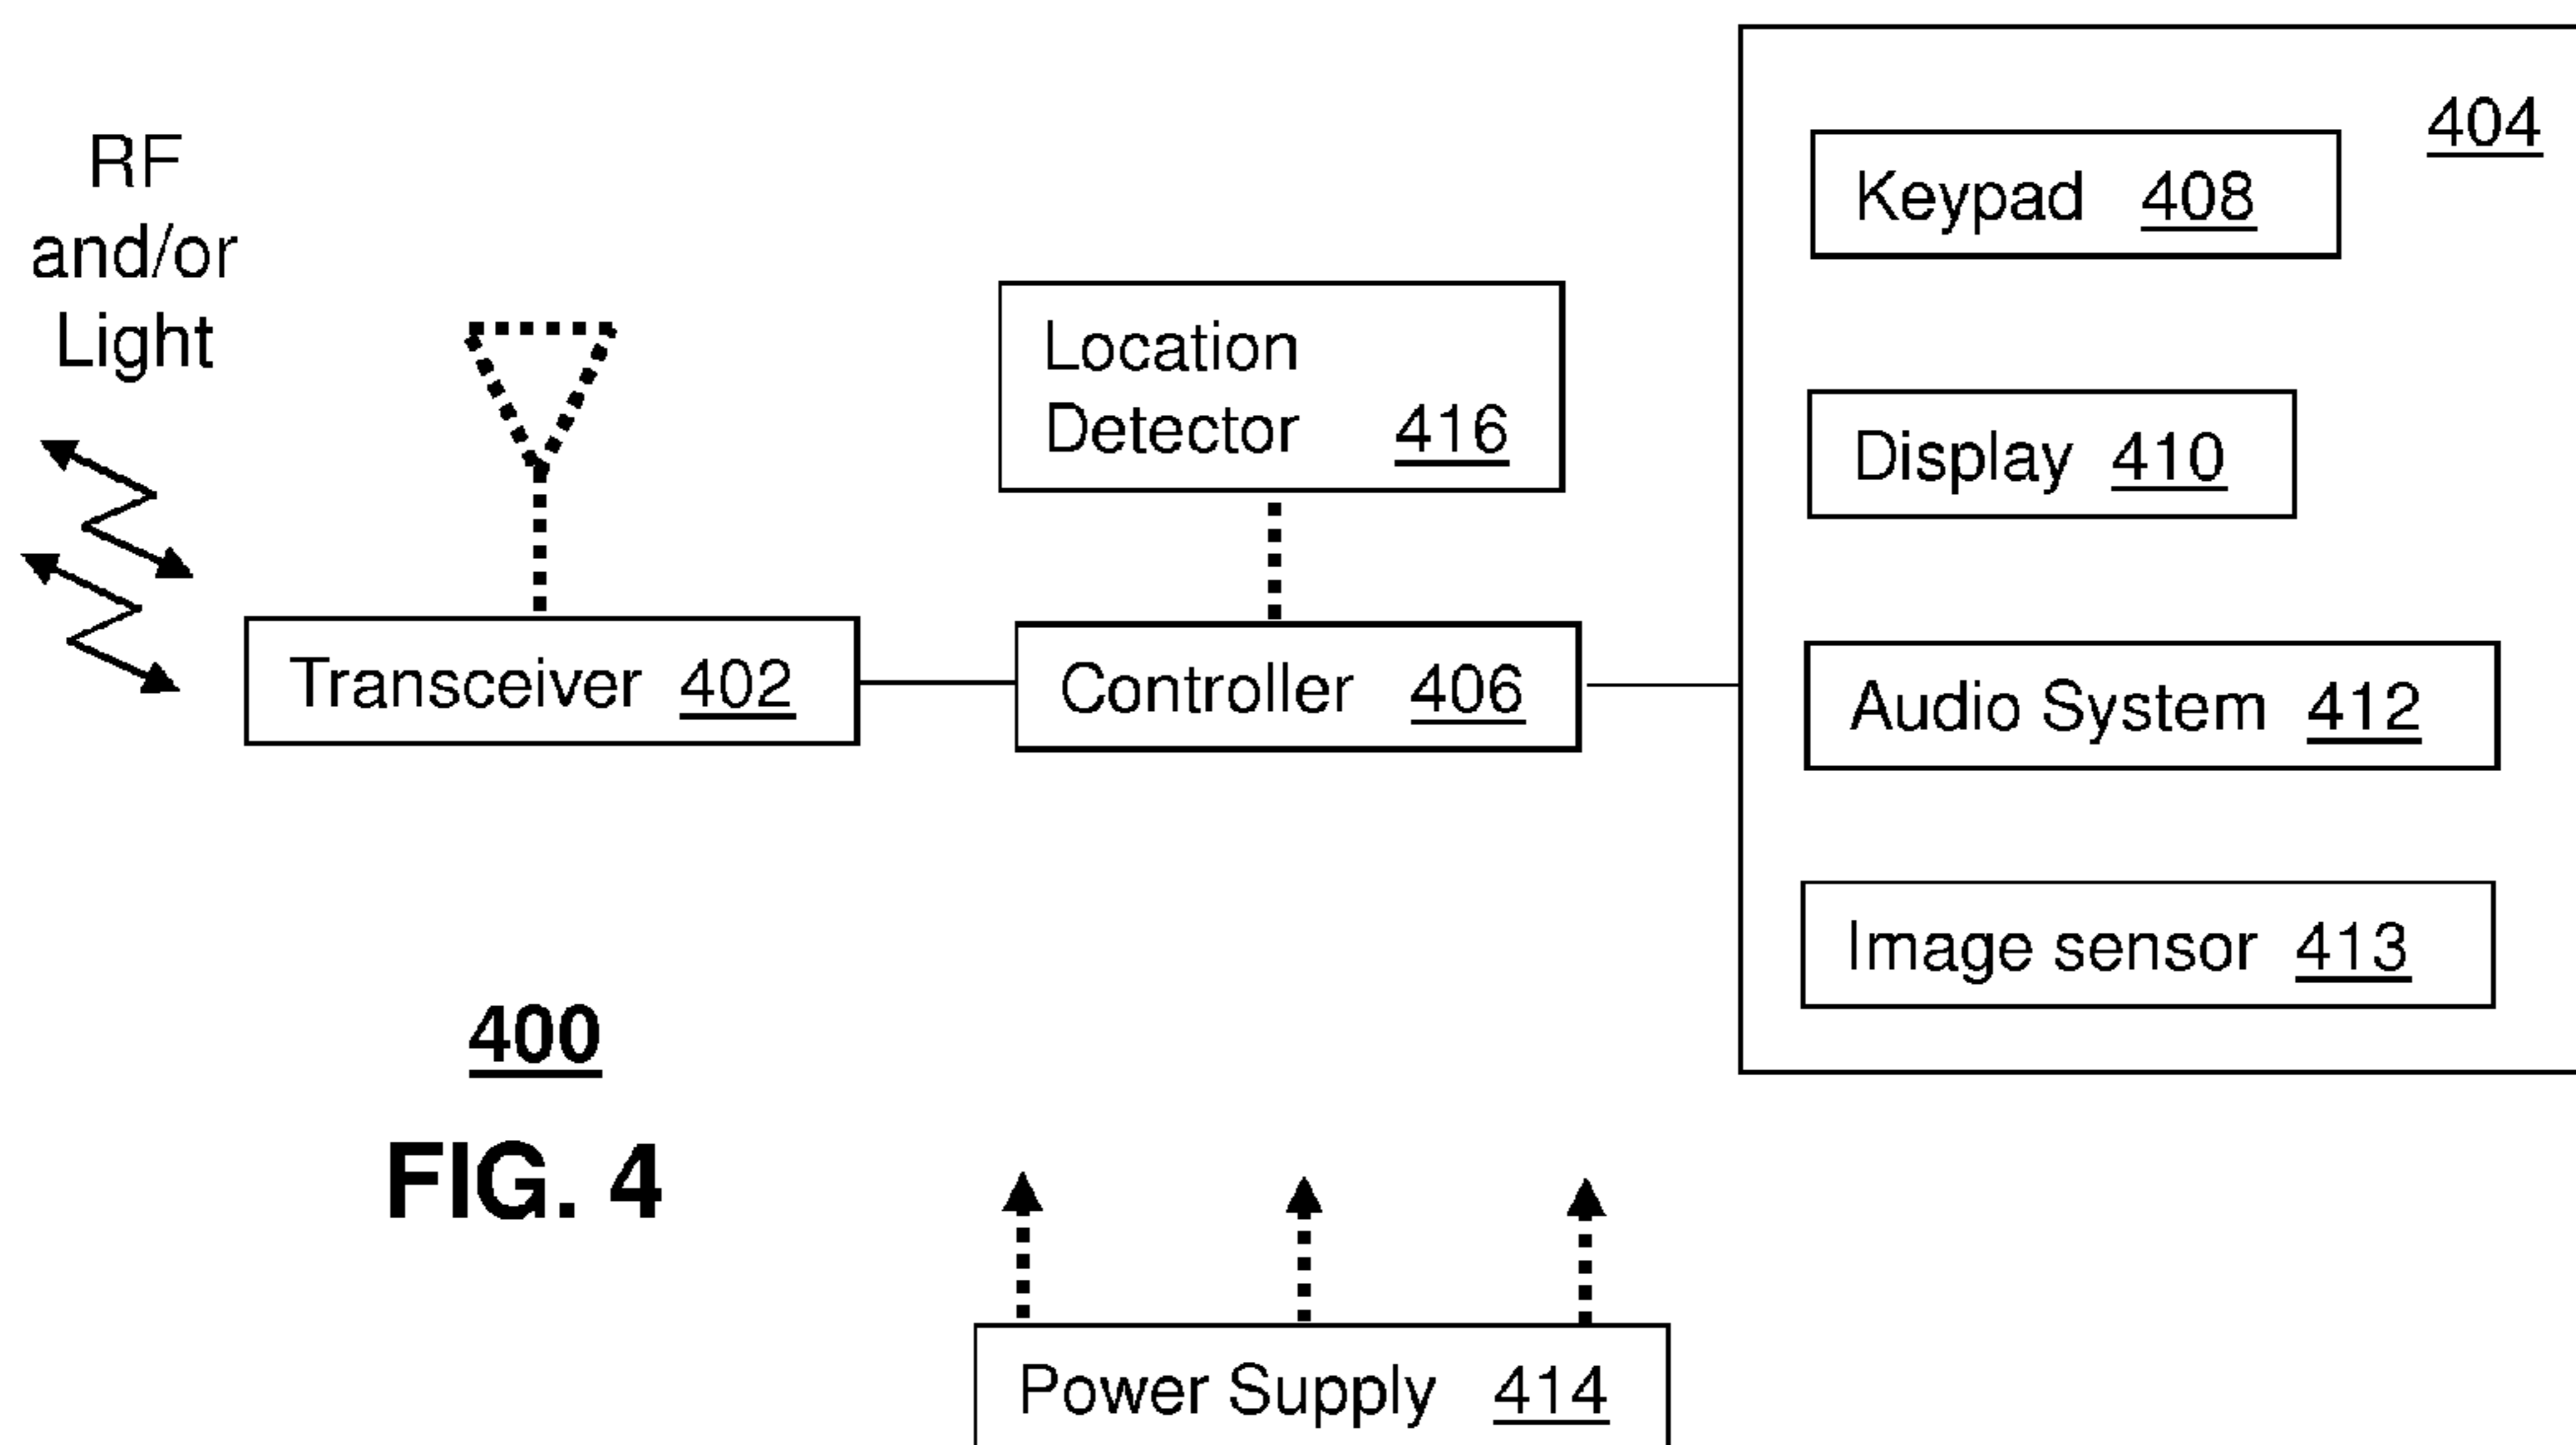 RF
and/or
Light
Location
Detector 416
Transceiver 402
Controller 406
404
Keypad 408
Display 410
Audio System 412
Image sensor 413
400
FIG. 4
Power Supply 414